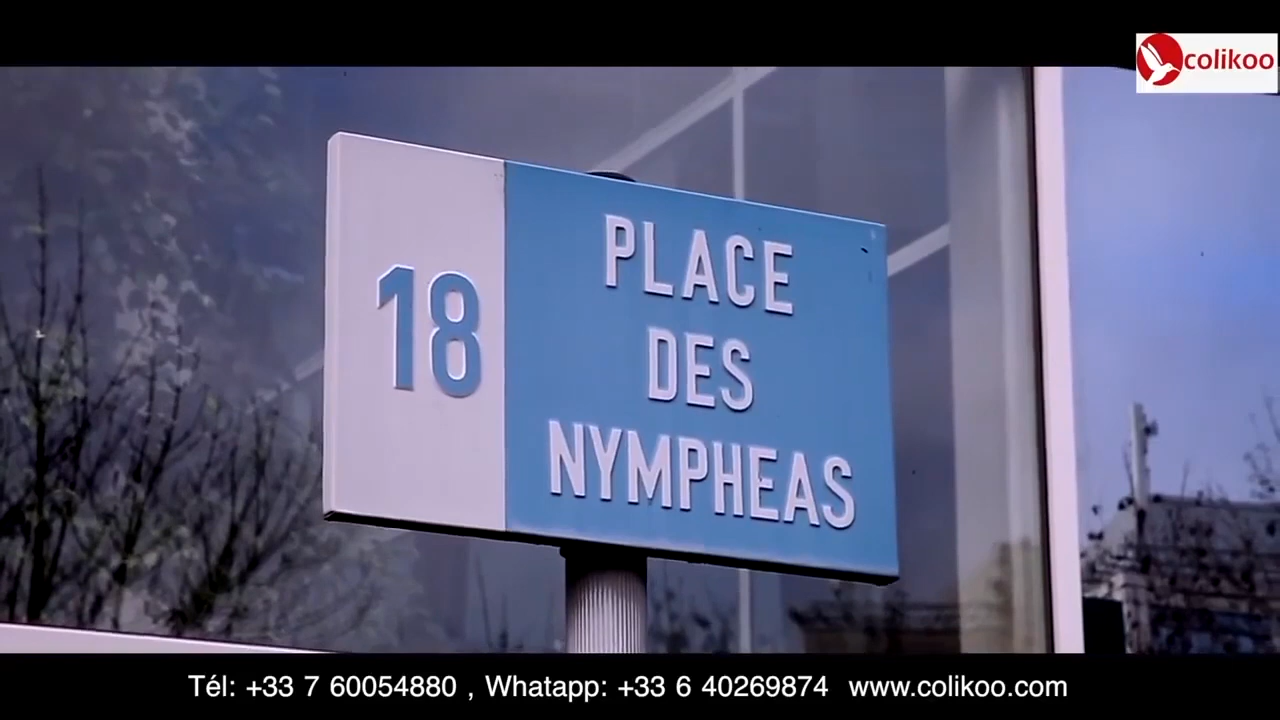 colikoo
18
PLACE
DES
NYMPHEAS
Tél: +33 7 60054880 , Whatapp: +33 6 40269874 www.colikoo.com